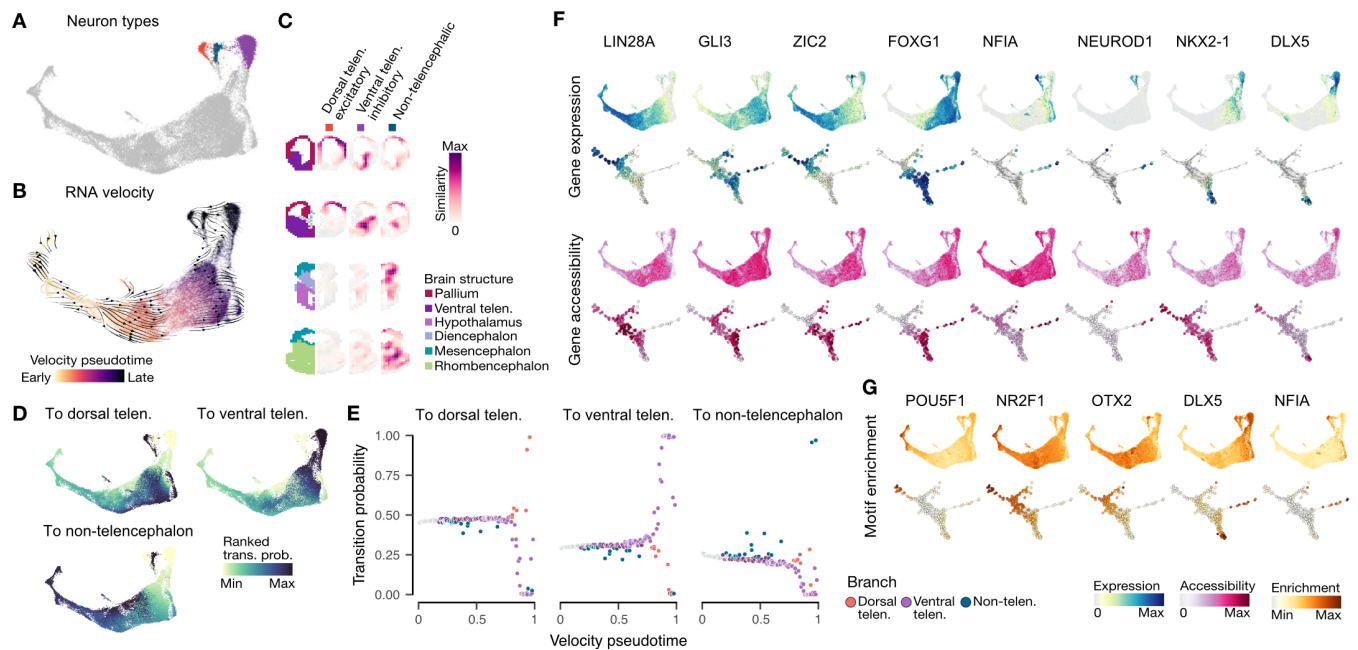 A
Neuron types
B
RNA velocity
Velocity pseudotime
Early Late
C
Dorsal telen.
excitatory
Ventral telen.
inhibitory
Non-telencephalic
Max
Similarity
0
Brain structure
Pallium
Ventral telen.
Hypothalamus
Diencephalon
Mesencephalon
Rhombencephalon
D
To dorsal telen.
To ventral telen.
To non-telencephalon
Ranked
trans. prob.
Min Max
E
To dorsal telen.
To ventral telen.
To non-telencephalon
Transition probability
1.00
0.75
0.50
0.25
0.00
0 0.5 1
0 0.5 1
0 0.5 1
Velocity pseudotime
F
LIN28A GLI3 ZIC2 FOXG1 NFIA NEUROD1 NKX2-1 DLX5
Gene expression
Gene accessibility
G
POU5F1 NR2F1 OTX2 DLX5 NFIA
Motif enrichment
Branch
Dorsal
telen.
Ventral
telen.
Non-telen.
Expression
0 Max
Accessibility
0 Max
Enrichment
Min Max